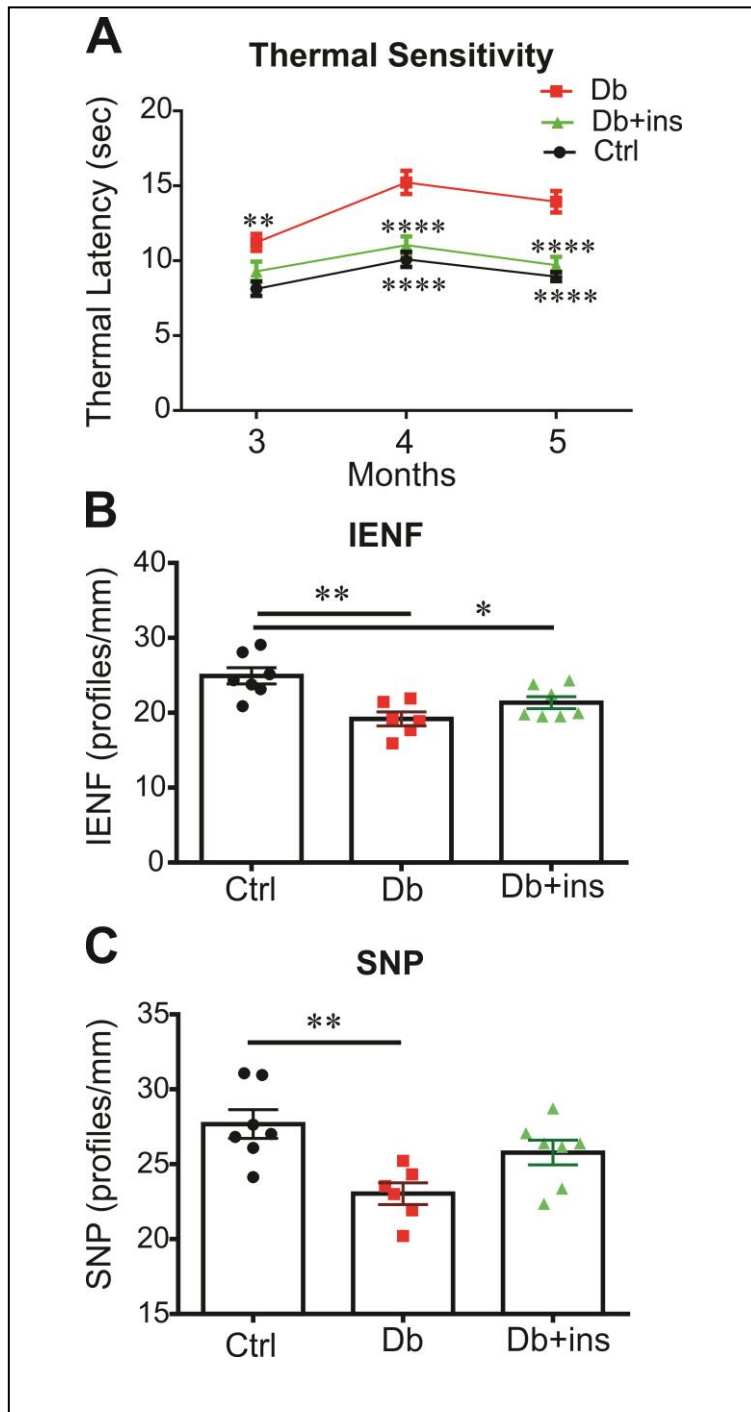 A
Thermal Sensitivity
Db
Db+ins
Ctrl
Thermal Latency (sec)
20
15
10
5
0
**
****
****
****
****
3 4 5
Months
B
IENF
IENF (profiles/mm)
40
30
20
10
0
**
*
Ctrl Db Db+ins
C
SNP
SNP (profiles/mm)
35
30
25
20
15
**
Ctrl Db Db+ins